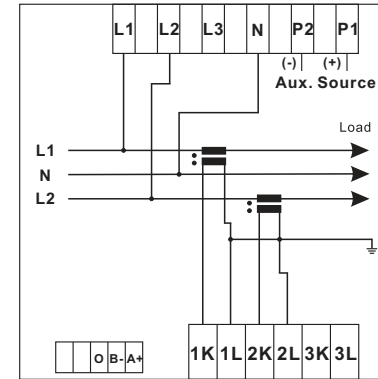 L1 L2 L3 N P2 P1
(-) (+)
Aux. Source
Load
L1
N
L2
O B- A+
1K 1L 2K 2L 3K 3L